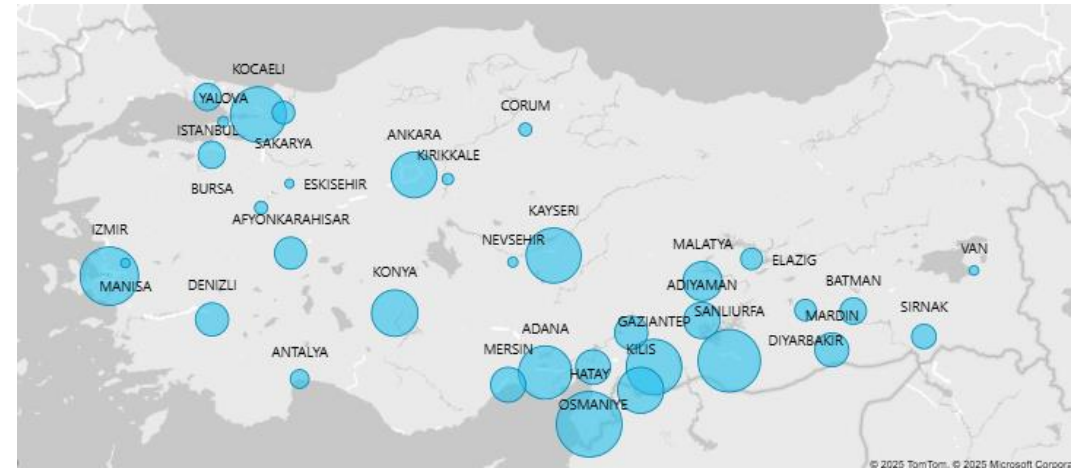 KOCAELI
YALOVA
ISTANBUL
SAKARYA
BURSA
ESKISEHIR
AFYONKARAHISAR
IZMIR
MANISA
DENIZLI
ANTALYA
KONYA
ANKARA
KIRIKKALE
CORUM
KAYSERI
NEVSEHIR
MERSIN
ADANA
HATAY
OSMANIYE
KILIS
GAZIANTEP
MALATYA
ADIYAMAN
SANLIURFA
ELAZIG
DIYARBAKIR
MARDIN
BATMAN
SIRNAK
VAN
© 2025 TomTom, © 2025 Microsoft Corpora